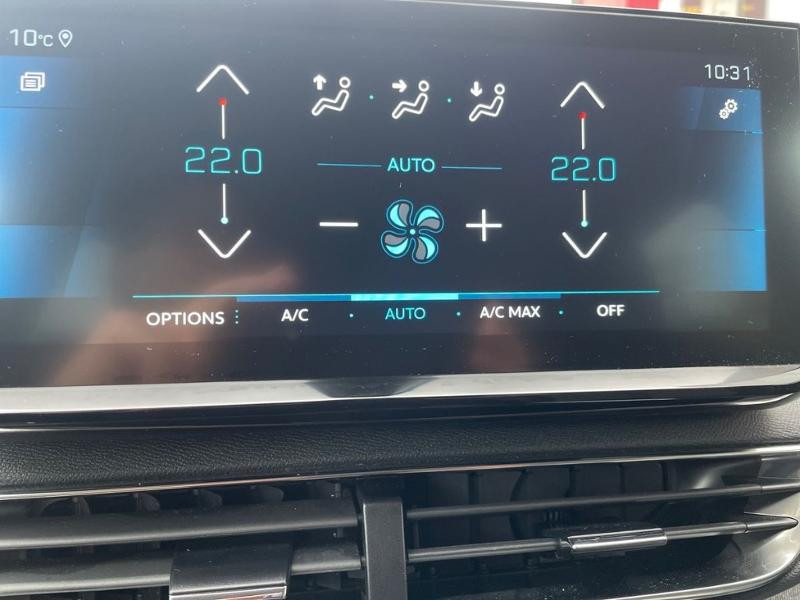 10°C
10:31
22.0
AUTO
22.0
OPTIONS A/C AUTO A/C MAX OFF